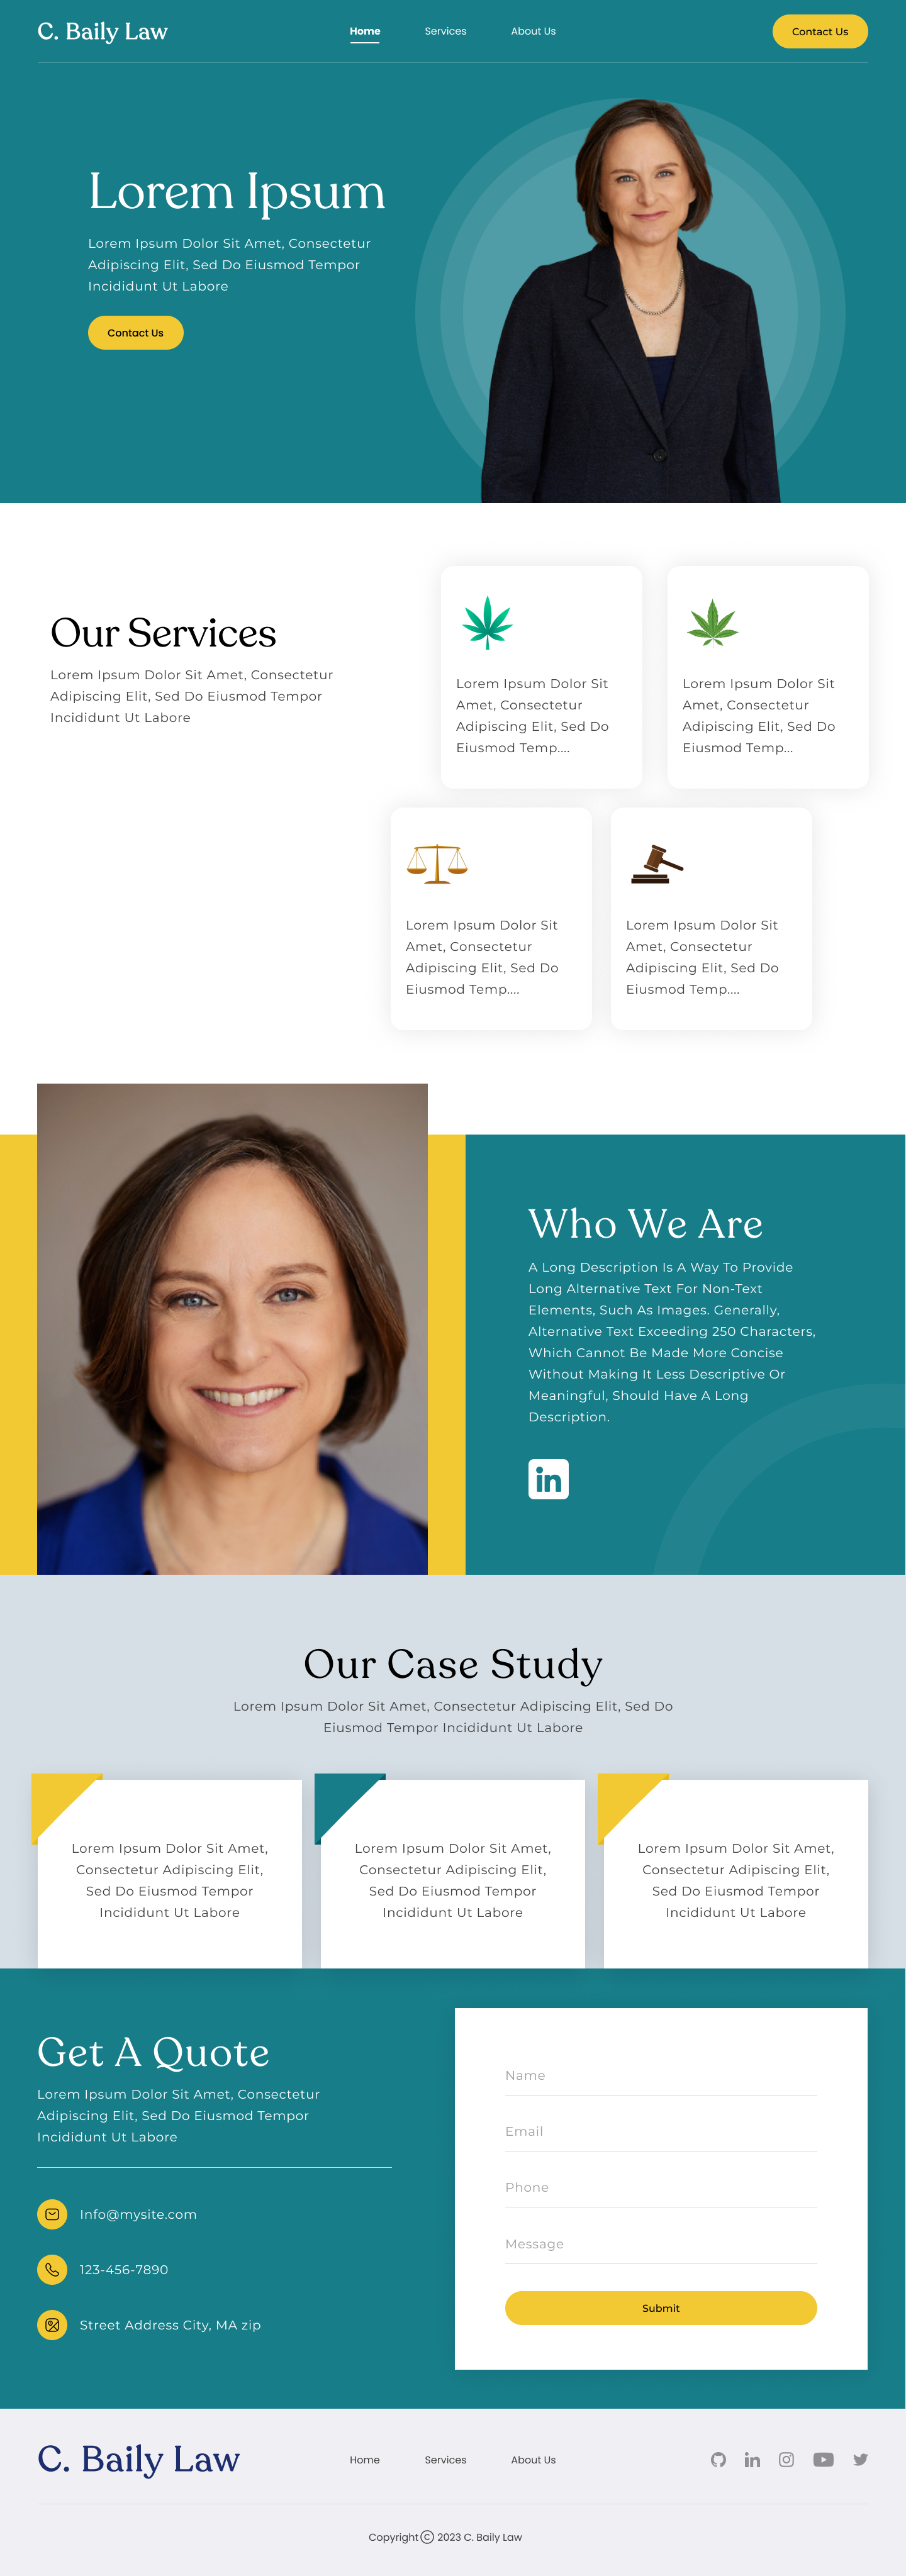 C. Baily Law
Home
Services
About Us
Contact Us
Lorem Ipsum
Lorem Ipsum Dolor Sit Amet, Consectetur
Adipiscing Elit, Sed Do Eiusmod Tempor
Incididunt Ut Labore
Contact Us
Our Services
Lorem Ipsum Dolor Sit Amet, Consectetur
Adipiscing Elit, Sed Do Eiusmod Tempor
Incididunt Ut Labore
Lorem Ipsum Dolor Sit
Amet, Consectetur
Adipiscing Elit, Sed Do
Eiusmod Temp....
Lorem Ipsum Dolor Sit
Amet, Consectetur
Adipiscing Elit, Sed Do
Eiusmod Temp...
Lorem Ipsum Dolor Sit
Amet, Consectetur
Adipiscing Elit, Sed Do
Eiusmod Temp....
Lorem Ipsum Dolor Sit
Amet, Consectetur
Adipiscing Elit, Sed Do
Eiusmod Temp....
Who We Are
A Long Description Is A Way To Provide
Long Alternative Text For Non-Text
Elements, Such As Images. Generally,
Alternative Text Exceeding 250 Characters,
Which Cannot Be Made More Concise
Without Making It Less Descriptive Or
Meaningful, Should Have A Long
Description.
in
Our Case Study
Lorem Ipsum Dolor Sit Amet, Consectetur Adipiscing Elit, Sed Do
Eiusmod Tempor Incididunt Ut Labore
Lorem Ipsum Dolor Sit Amet,
Consectetur Adipiscing Elit,
Sed Do Eiusmod Tempor
Incididunt Ut Labore
Lorem Ipsum Dolor Sit Amet,
Consectetur Adipiscing Elit,
Sed Do Eiusmod Tempor
Incididunt Ut Labore
Lorem Ipsum Dolor Sit Amet,
Consectetur Adipiscing Elit,
Sed Do Eiusmod Tempor
Incididunt Ut Labore
Get A Quote
Lorem Ipsum Dolor Sit Amet, Consectetur
Adipiscing Elit, Sed Do Eiusmod Tempor
Incididunt Ut Labore
Info@mysite.com
123-456-7890
Street Address City, MA zip
Name
Email
Phone
Message
Submit
C. Baily Law
Home
Services
About Us
in
Copyright © 2023 C. Baily Law